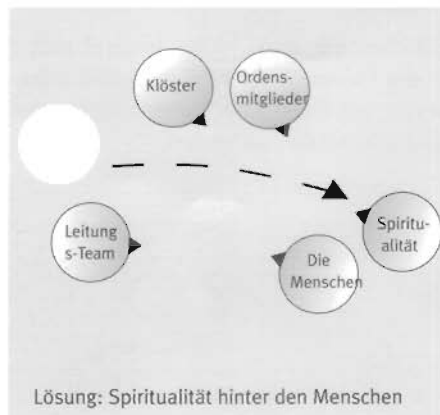 Klöster
Ordens-
mitglieder
Leitung
s-Team
Spiritu-
alität
Die
Menschen
Lösung: Spiritualität hinter den Menschen